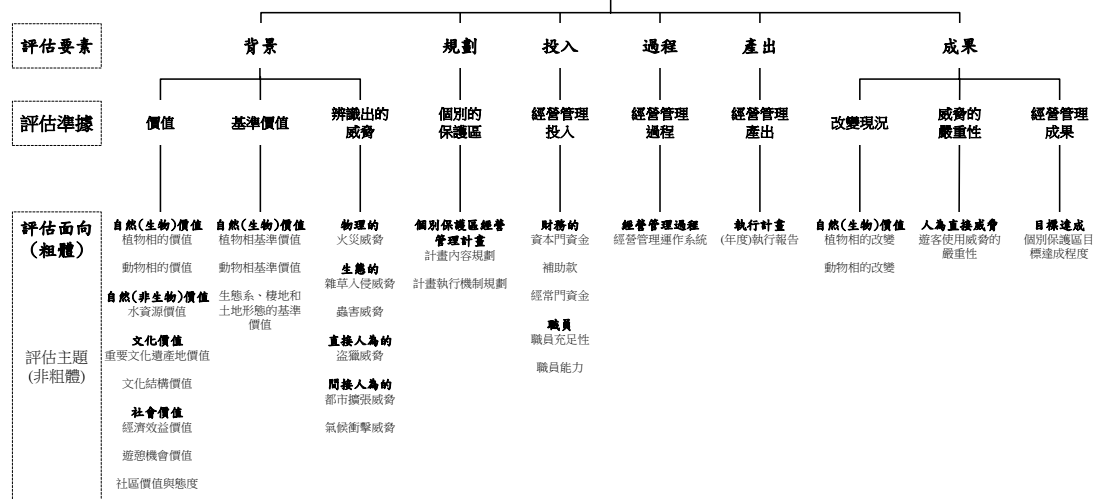 評估要素
背景
規劃
投入
過程
產出
成果
評估準據
價值
基準價值
辨識出的
威脅
個別的
保護區
經營管理
投入
經營管理
過程
經營管理
產出
改變現況
威脅的
嚴重性
經營管理
成果
評估面向
(粗體)
評估主題
(非粗體)
自然(生物)價值
植物相的價值
動物相的價值
自然(非生物)價值
水資源價值
文化價值
重要文化遺產地價值
文化結構價值
社會價值
經濟效益價值
遊憩機會價值
社區價值與態度
自然(生物)價值
植物相基準價值
動物相基準價值
生態系、棲地和
土地形態的基準
價值
物理的
火災威脅
生態的
雜草入侵威脅
蟲害威脅
直接人為的
盜獵威脅
間接人為的
都市擴張威脅
氣候衝擊威脅
個別保護區經營
管理計畫
計畫內容規劃
計畫執行機制規劃
財務的
資本門資金
補助款
經常門資金
職員
職員充足性
職員能力
經營管理過程
經營管理運作系統
執行計畫
(年度)執行報告
自然(生物)價值
植物相的改變
動物相的改變
人為直接威脅
遊客使用威脅的
嚴重性
目標達成
個別保護區目
標達成程度